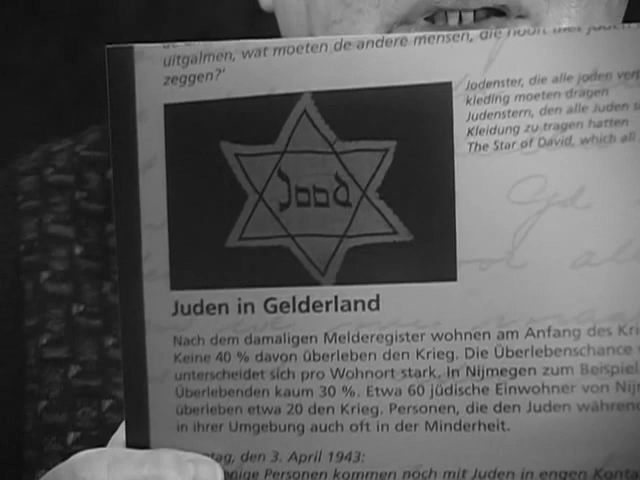 uitgalmen, wat moeten de andere mensen, die
zeggen?'
Jodenster, die alle joden
kleding moeten dragen
Judenstern, den alle Juden
Kleidung zu tragen hatten
The Star of David, which all
Jood
Juden in Gelderland
Nach dem damaligen Melderegister wohnen am Anfang des
Keine 40 % davon überleben den Krieg. Die Überlebenschance
unterscheidet sich pro Wohnort stark. In Nijmegen zum Beispiel
Überlebenden kaum 30 %. Etwa 60 jüdische Einwohner von
überleben etwa 20 den Krieg. Personen, die den Juden
in ihrer Umgebung auch oft in der Minderheit.
den 3. April 1943:
Personen kommen noch mit Juden in engen